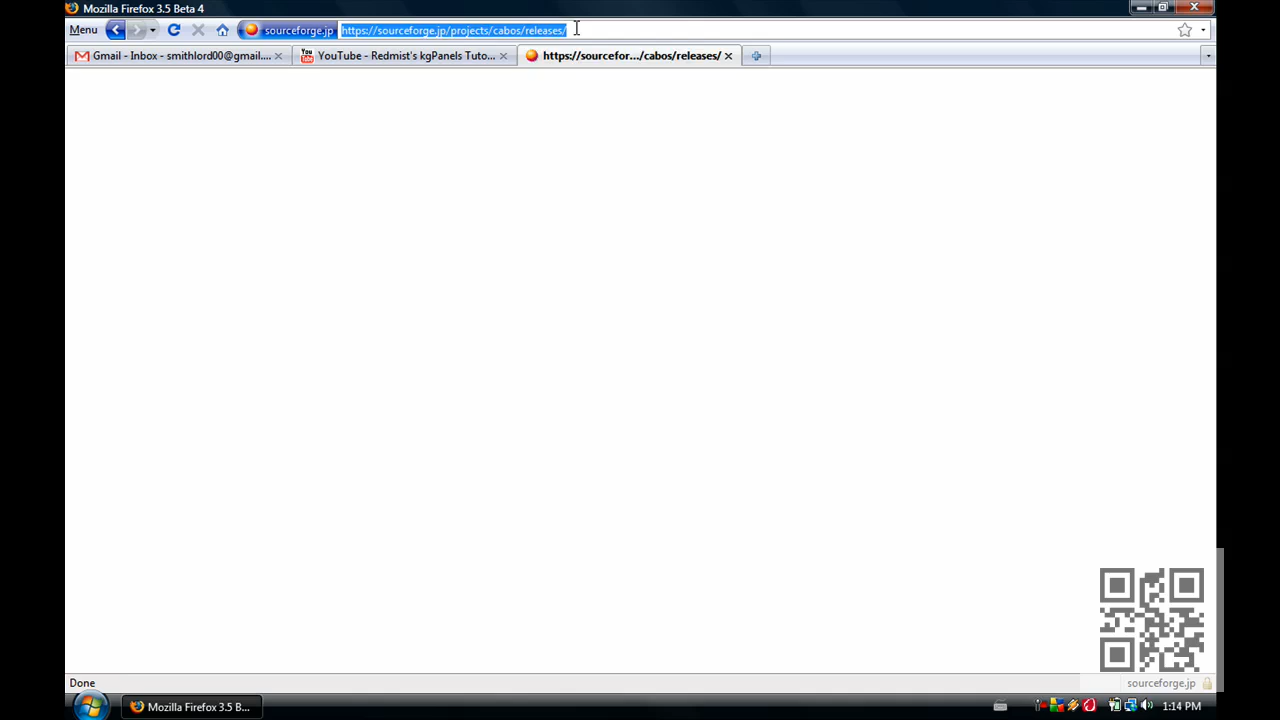 Mozilla Firefox 3.5 Beta 4
Menu sourceforge.jp https://sourceforge.jp/projects/cabos/releases/
Gmail - Inbox - smithlord00@gmail.... YouTube - Redmist's kgPanels Tuto... https://sourcefor.../cabos/releases/
Done
sourceforge.jp
Mozilla Firefox 3.5 B...
1:14 PM